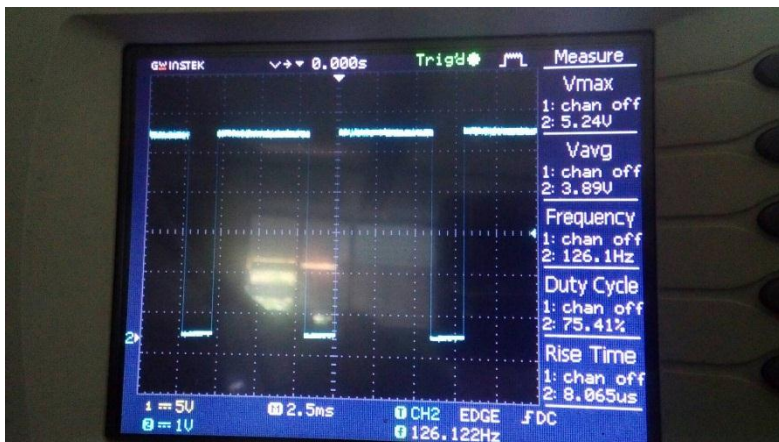 GWINSTEK 0.000s Trig'd
Measure
Vmax
1: chan off
2: 5.24V
Vavg
1: chan off
2: 3.89V
Frequency
1: chan off
2: 126.1Hz
Duty Cycle
1: chan off
2: 75.41%
Rise Time
1: chan off
2: 8.065us
2
1 5V M 2.5ms T CH2 EDGE DC
2 1V f 126.122Hz